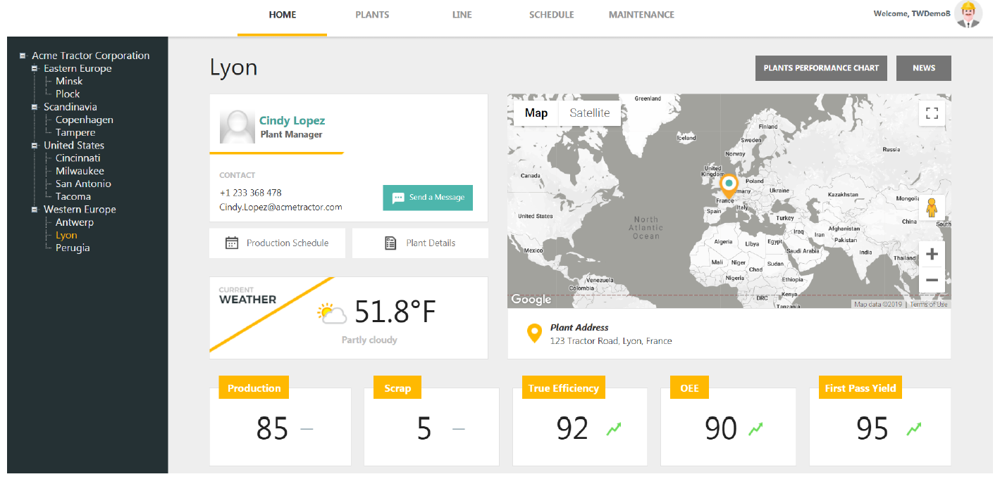 HOME
PLANTS
LINE
SCHEDULE
MAINTENANCE
Welcome, TWDemoB
Acme Tractor Corporation
Eastern Europe
Minsk
Plock
Scandinavia
Copenhagen
Tampere
United States
Cincinnati
Milwaukee
San Antonio
Tacoma
Western Europe
Antwerp
Lyon
Perugia
Lyon
PLANTS PERFORMANCE CHART
NEWS
Cindy Lopez
Plant Manager
CONTACT
+1 233 368 478
Cindy.Lopez@acmetractor.com
Send a Message
Production Schedule
Plant Details
CURRENT
WEATHER
51.8°F
Partly cloudy
Map
Satellite
Greenland
Iceland
Finland
Sweden
Norway
Russia
United
Kingdom
Canada
Poland
many
Ukraine
France
Kazakhstan
Mongolia
Spain
Italy
United States
North
Atlantic
Ocean
Turkey
China
South
Iraq
Iran
Afghanistan
Pakistan
Algeria
Libya
Egypt
Saudi Arabia
India
Thailand
Mexico
Mali
Niger
Chad
Sudan
Nigeria
Ethiopia
Venezuela
Colombia
Kenya
DRC
Tanzania
Google
Map data ©2019
Terms of Use
Plant Address
123 Tractor Road, Lyon, France
Production
85
Scrap
5
True Efficiency
92
OEE
90
First Pass Yield
95